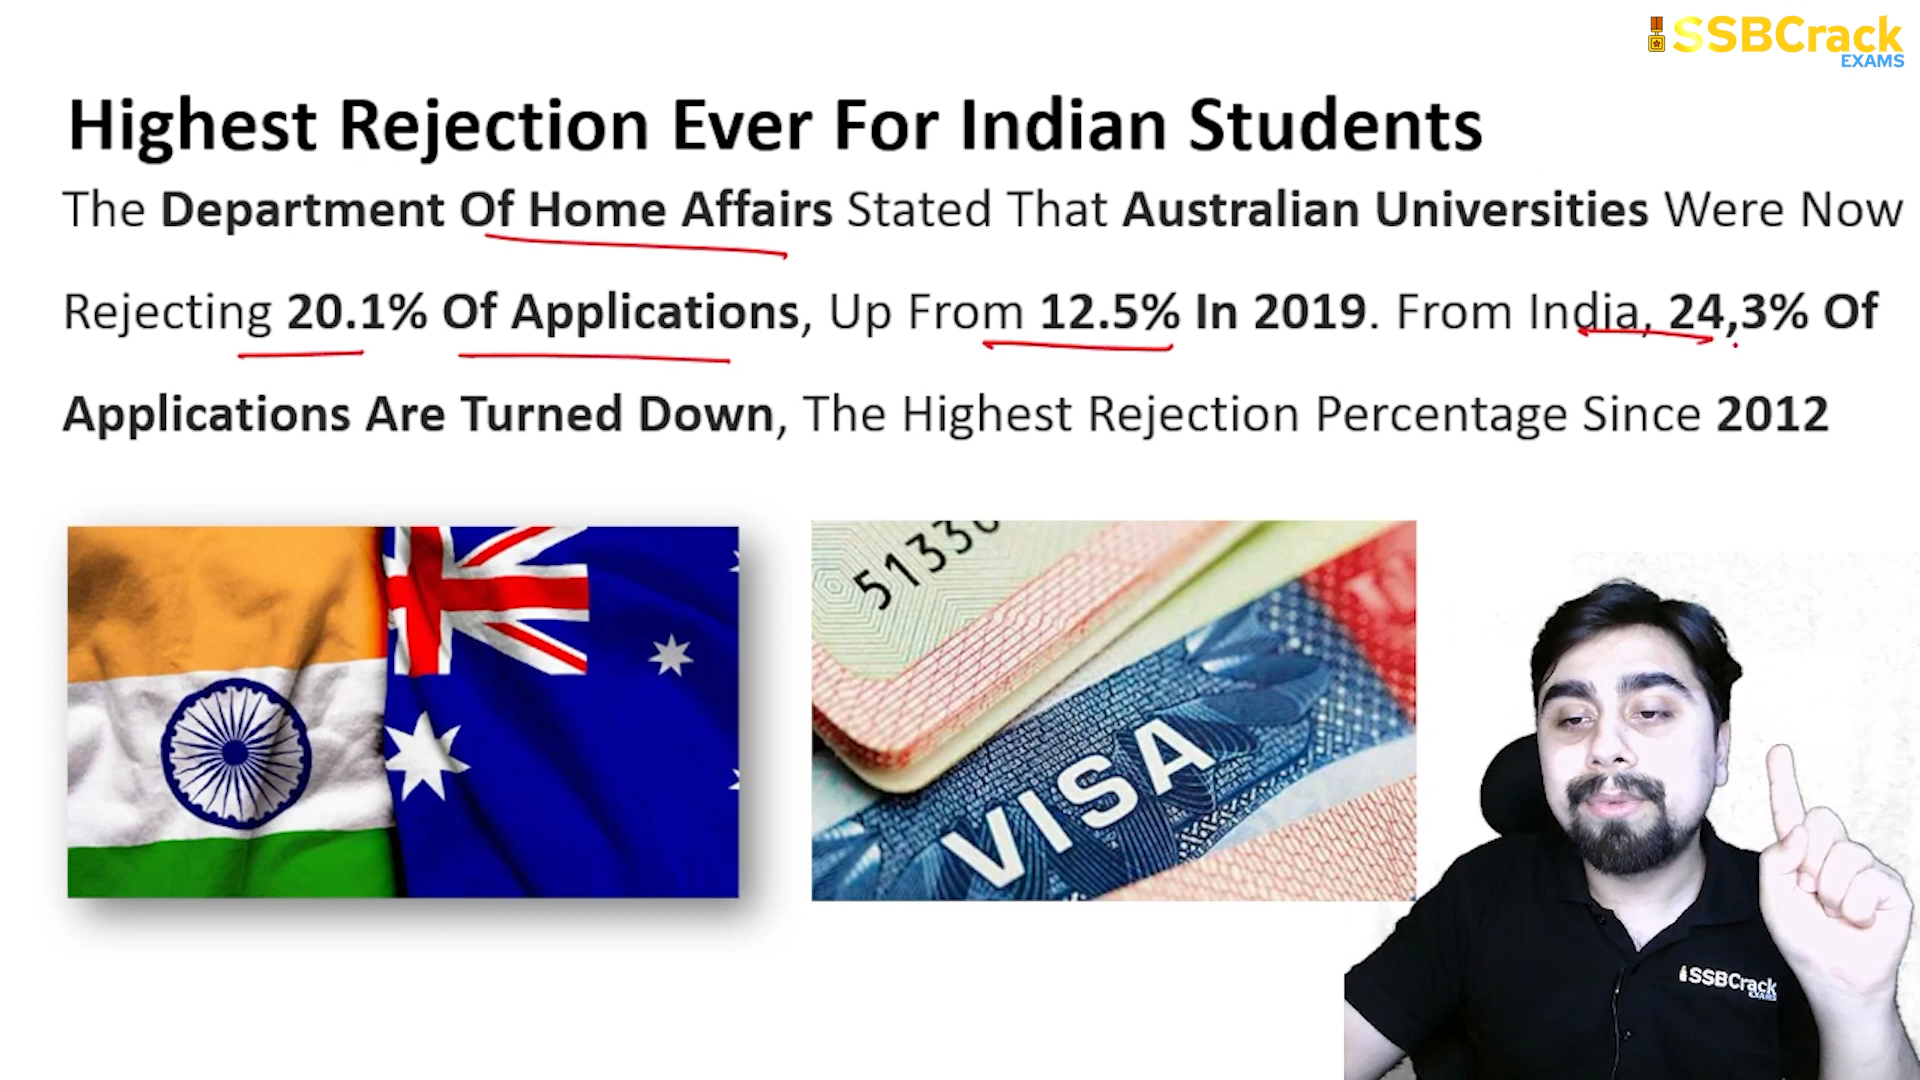 SSBCrack
EXAMS
Highest Rejection Ever For Indian Students
The Department Of Home Affairs Stated That Australian Universities Were Now
Rejecting 20.1% Of Applications, Up From 12.5% In 2019. From India, 24,3% Of
Applications Are Turned Down, The Highest Rejection Percentage Since 2012
VISA
SSBCrack
EXAMS